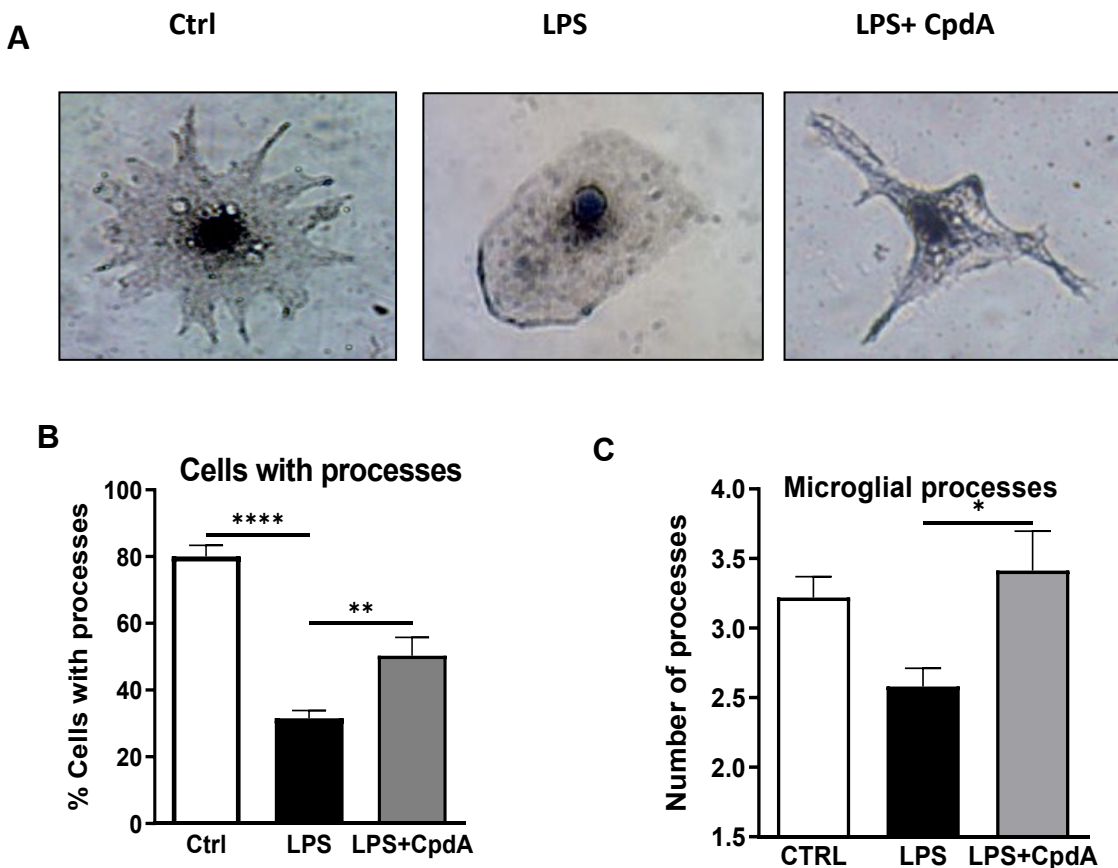 A
Ctrl
LPS
LPS+ CpdA
B
Cells with processes
% Cells with processes
100
80
60
40
20
0
****
**
Ctrl
LPS
LPS+CpdA
C
Microglial processes
Number of processes
4.0
3.5
3.0
2.5
2.0
1.5
*
CTRL
LPS
LPS+CpdA